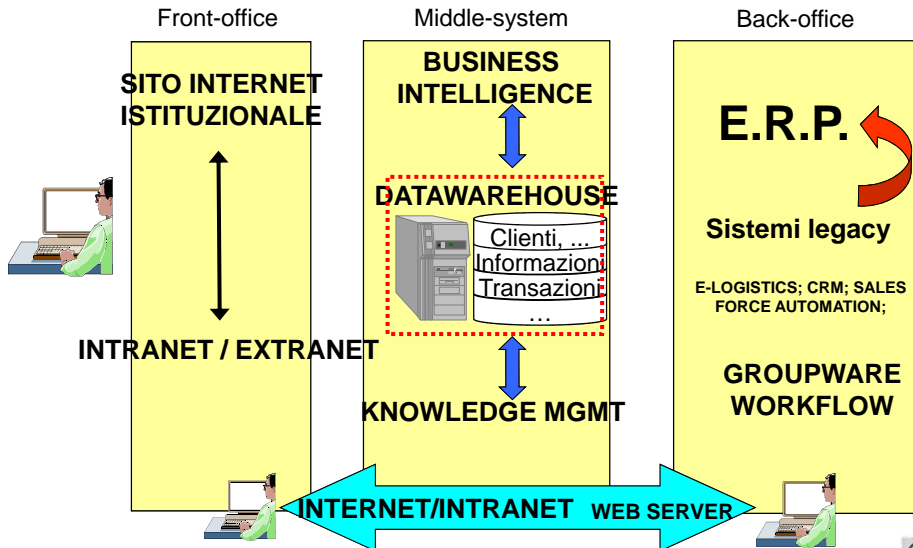 Front-office
Middle-system
Back-office
SITO INTERNET
ISTITUZIONALE
INTRANET / EXTRANET
BUSINESS
INTELLIGENCE
DATAWAREHOUSE
Clienti, ...
Informazioni
Transazioni
…
KNOWLEDGE MGMT
E.R.P.
Sistemi legacy
E-LOGISTICS; CRM; SALES
FORCE AUTOMATION;
GROUPWARE
WORKFLOW
INTERNET/INTRANET WEB SERVER